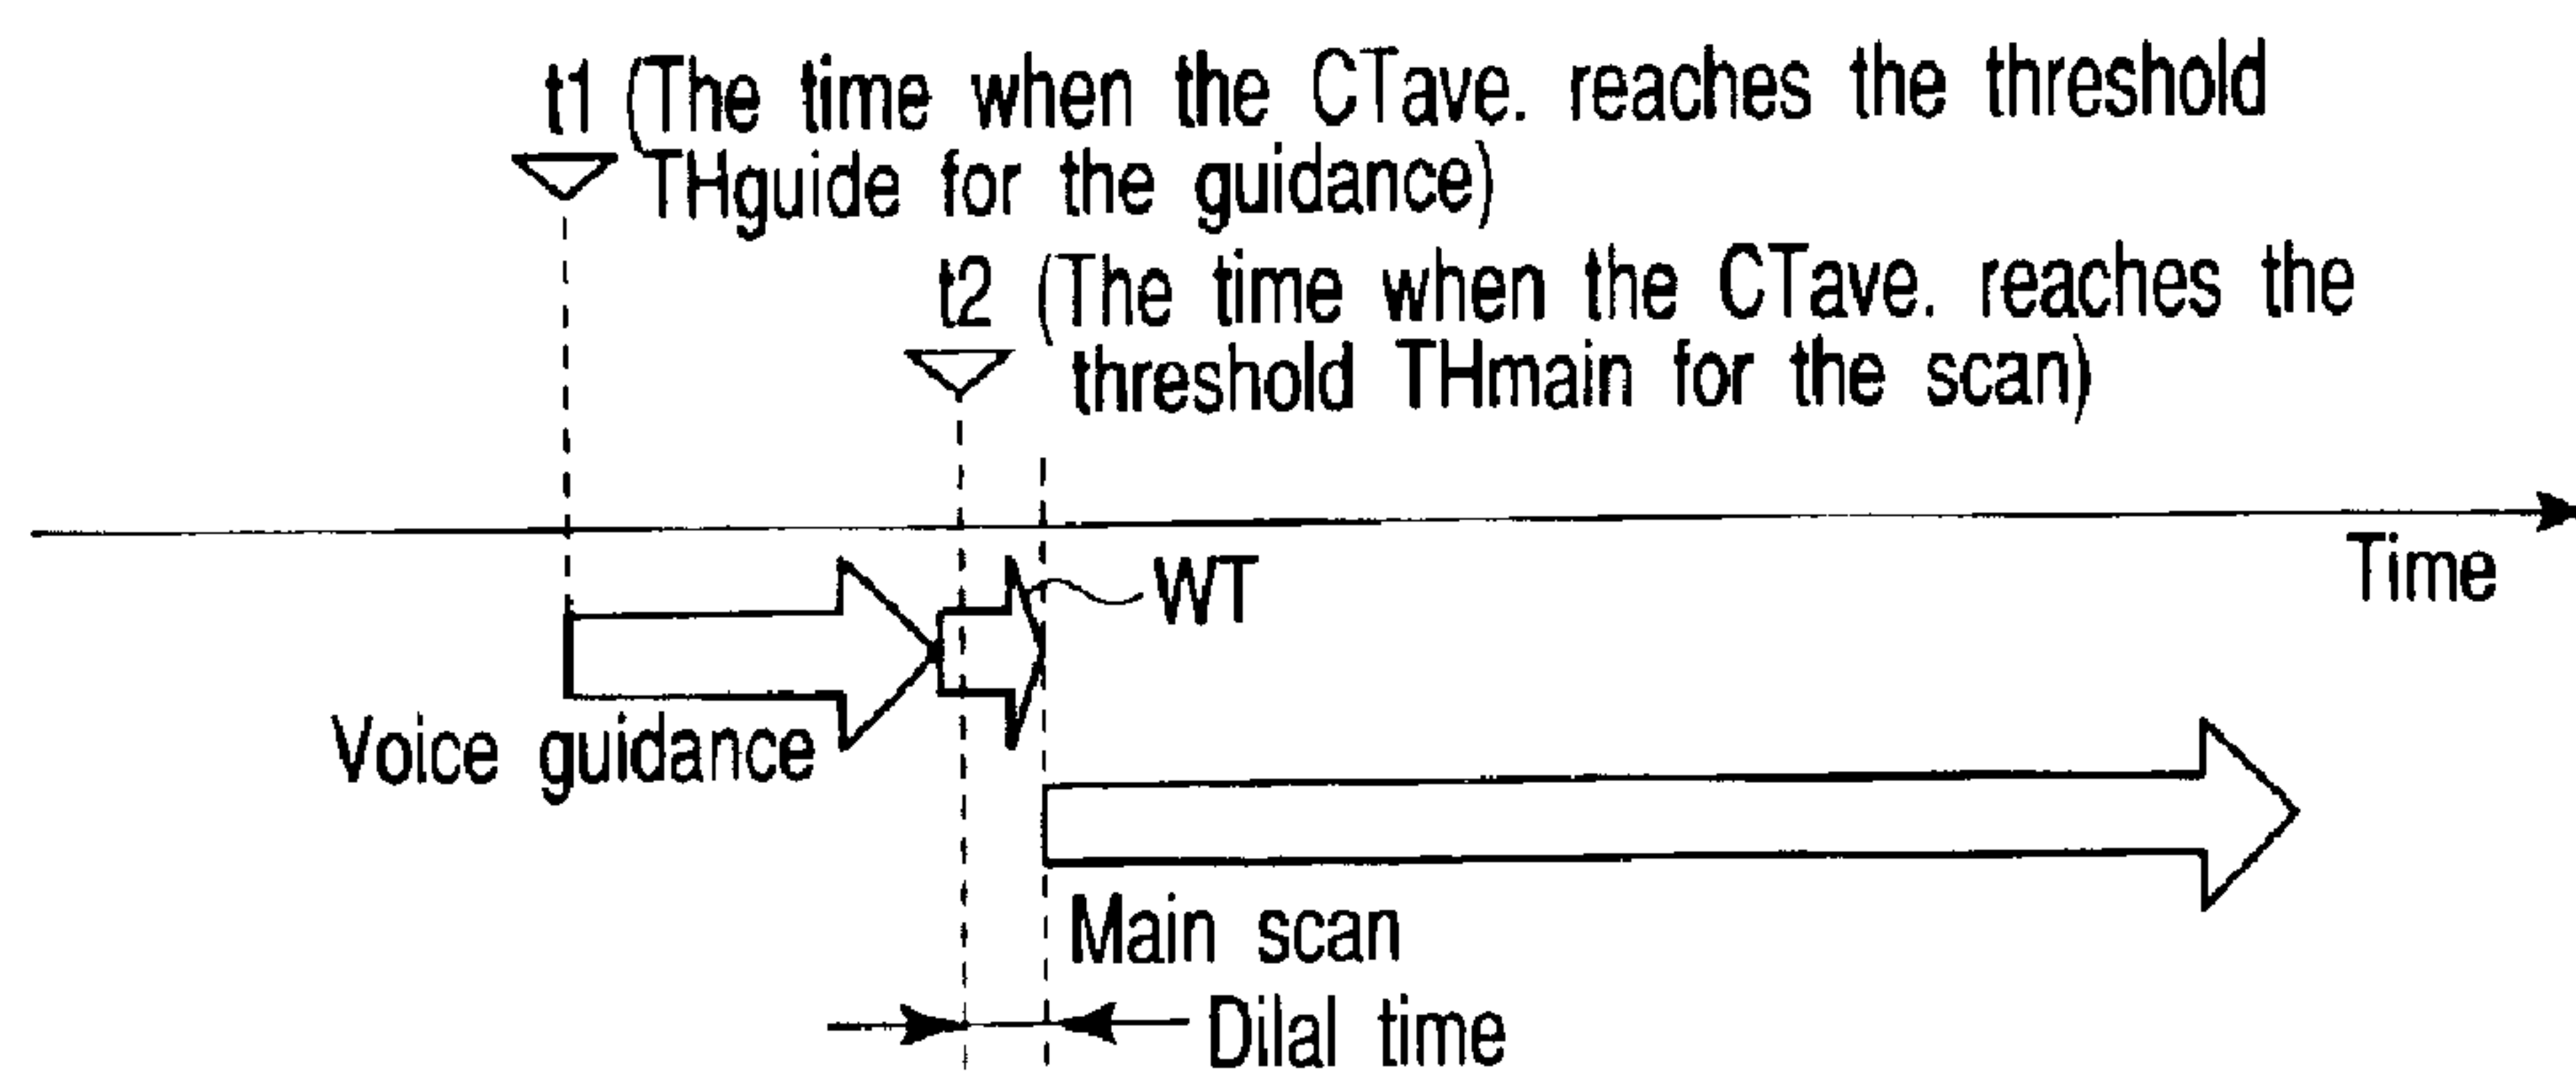 t1 (The time when the CTave. reaches the threshold
THguide for the guidance)
t2 (The time when the CTave. reaches the
threshold THmain for the scan)
Time
WT
Voice guidance
Main scan
Dilal time